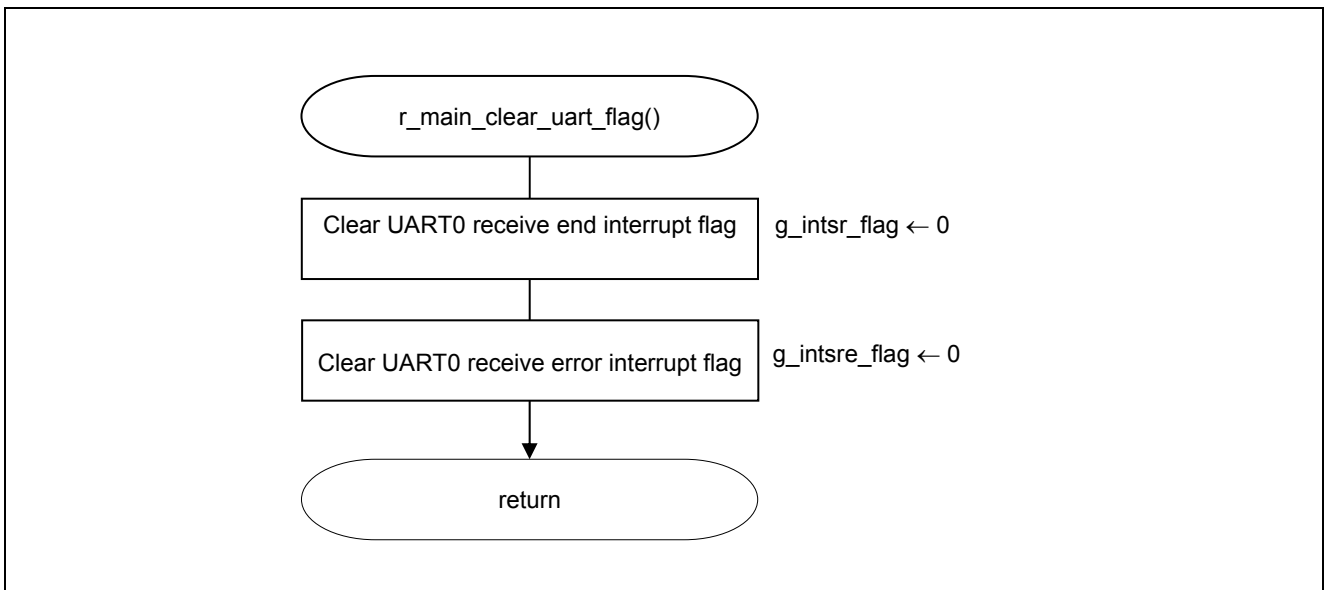 r_main_clear_uart_flag()
Clear UART0 receive end interrupt flag
g_intsr_flag ← 0
Clear UART0 receive error interrupt flag
g_intsre_flag ← 0
return